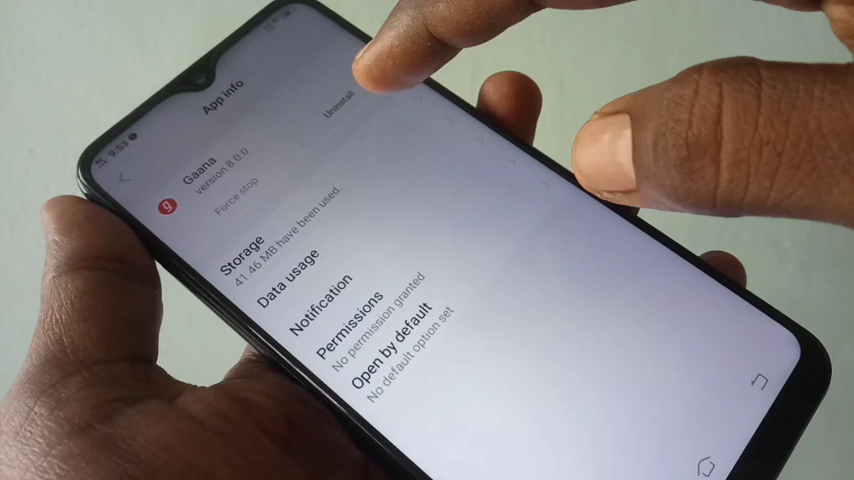 9:53
App info
Gaana
version 8.0.0
Force stop
Uninstall
Storage
41.46 MB have been used
Data usage
Notification
Permissions
No permission granted
Open by default
No default option set